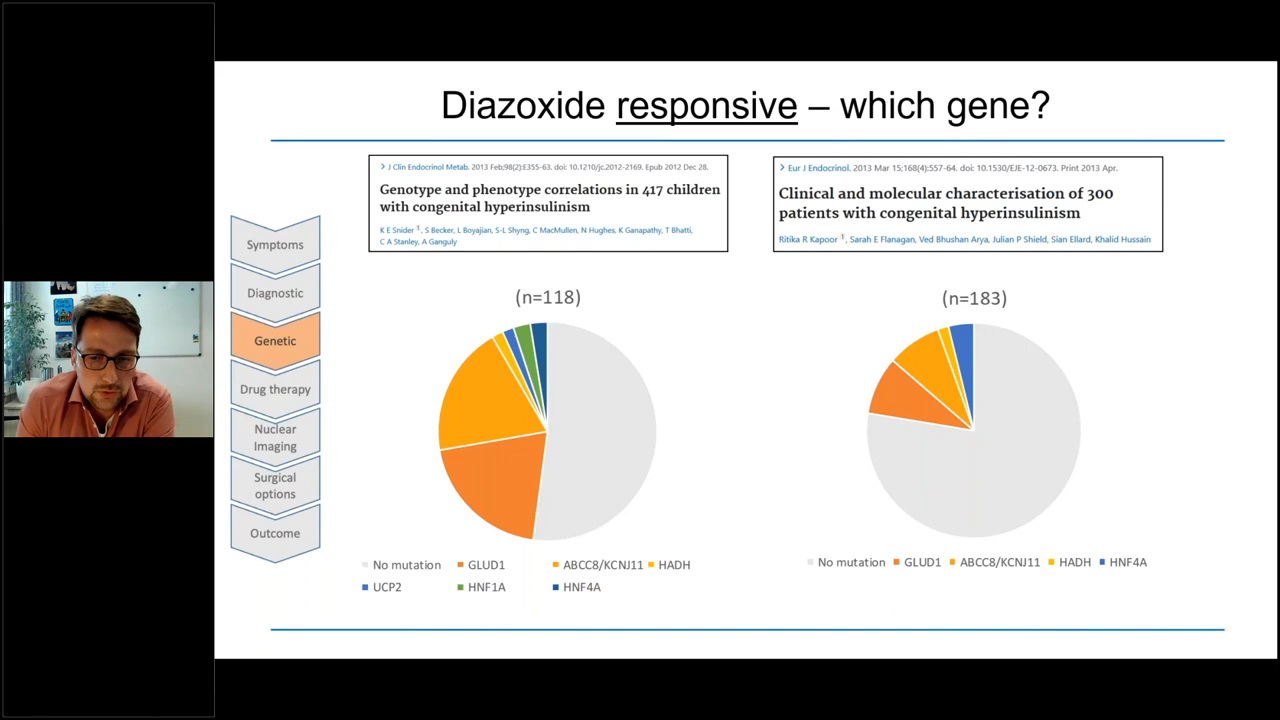 Diazoxide responsive – which gene?
> J Clin Endocrinol Metab. 2013 Feb;98(2):E355-63. doi: 10.1210/jc.2012-2169. Epub 2012 Dec 28.
Genotype and phenotype correlations in 417 children
with congenital hyperinsulinism
K E Snider 1, S Becker, L Boyajian, S-L Shyng, C MacMullen, N Hughes, K Ganapathy, T Bhatti,
C A Stanley, A Ganguly
> Eur J Endocrinol. 2013 Mar 15;168(4):557-64. doi: 10.1530/EJE-12-0673. Print 2013 Apr.
Clinical and molecular characterisation of 300
patients with congenital hyperinsulinism
Ritika R Kapoor 1, Sarah E Flanagan, Ved Bhushan Arya, Julian P Shield, Sian Ellard, Khalid Hussain
Symptoms
Diagnostic
Genetic
Drug therapy
Nuclear
Imaging
Surgical
options
Outcome
(n=118)
No mutation GLUD1 ABCC8/KCNJ11 HADH
UCP2 HNF1A HNF4A
(n=183)
No mutation GLUD1 ABCC8/KCNJ11 HADH HNF4A